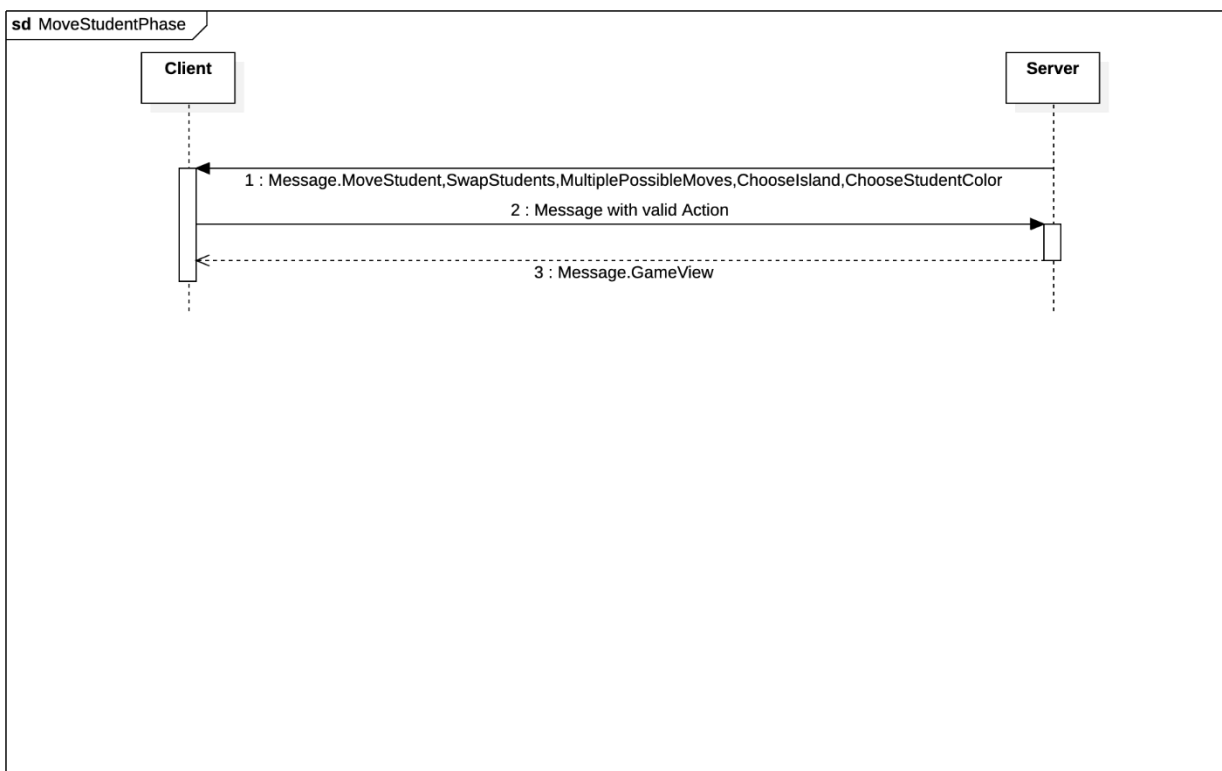 sd MoveStudentPhase
Client
Server
1 : Message.MoveStudent,SwapStudents,MultiplePossibleMoves,ChooseIsland,ChooseStudentColor
2 : Message with valid Action
3 : Message.GameView